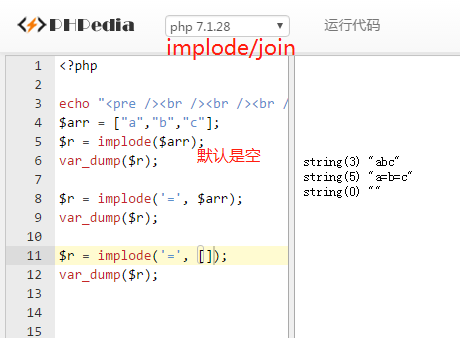 PHPedia
php 7.1.28
运行代码
implode/join
1 <?php
2
3 echo "<pre /><br /><br /><br /
4 $arr = ["a","b","c"];
5 $r = implode($arr);
6 var_dump($r);
默认是空
7
8 $r = implode('=', $arr);
9 var_dump($r);
10
11 $r = implode('=', []);
12 var_dump($r);
13
14
15
string(3) "abc"
string(5) "a=b=c"
string(0) ""